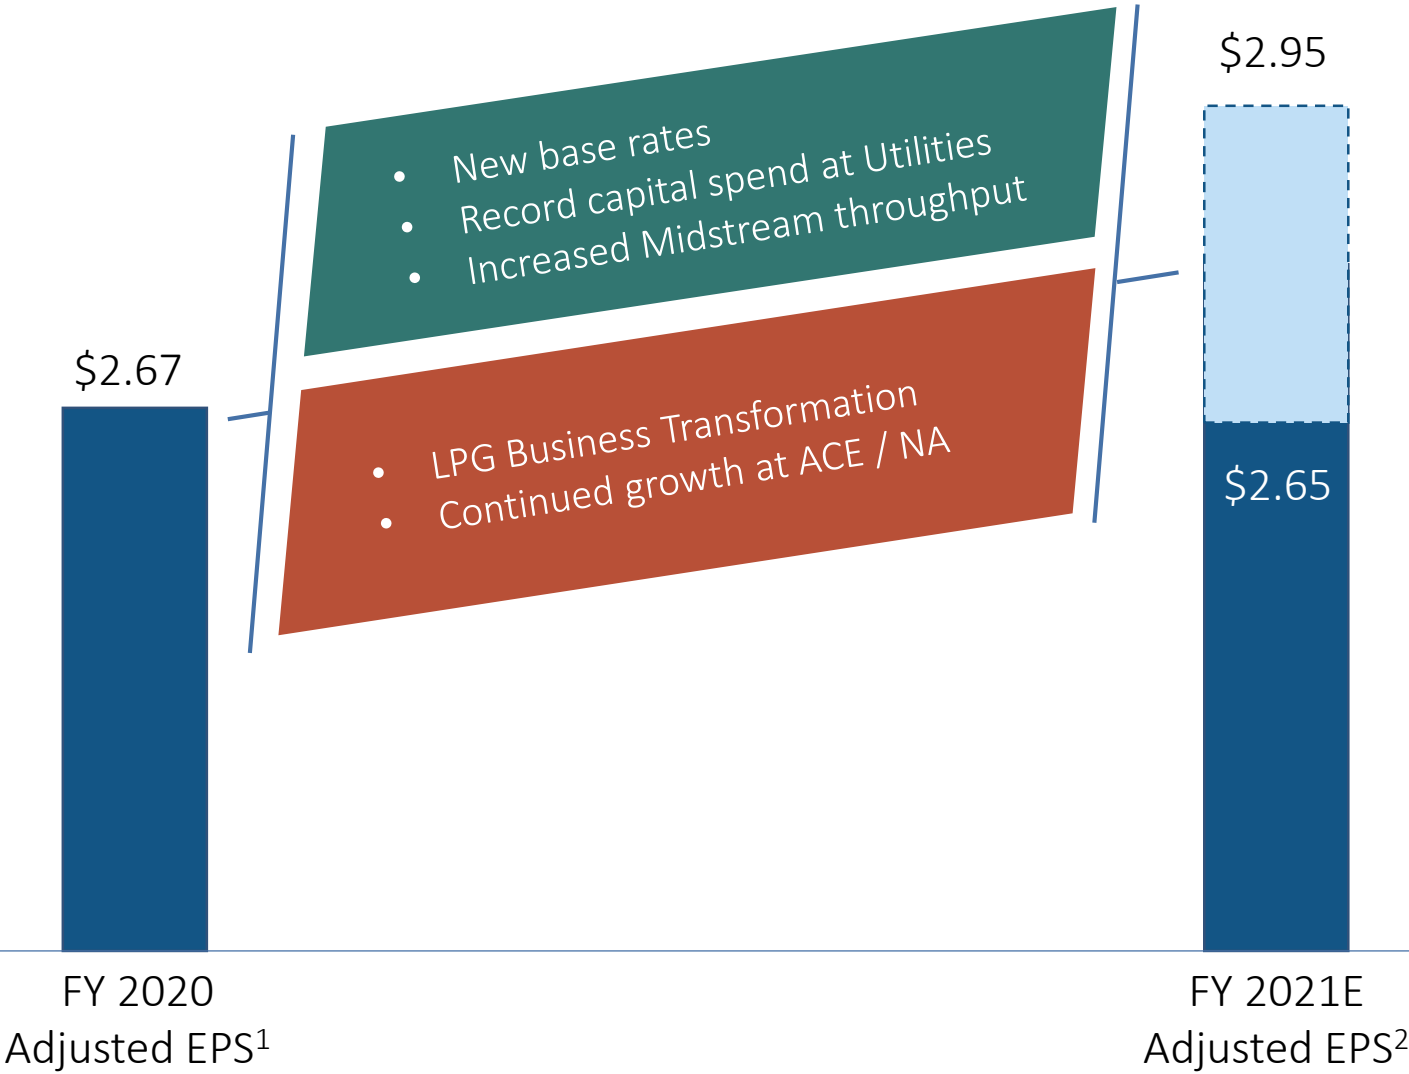 $2.95
• New base rates
• Record capital spend at Utilities
• Increased Midstream throughput
$2.67
• LPG Business Transformation
• Continued growth at ACE / NA
$2.65
FY 2020
Adjusted EPS¹
FY 2021E
Adjusted EPS²